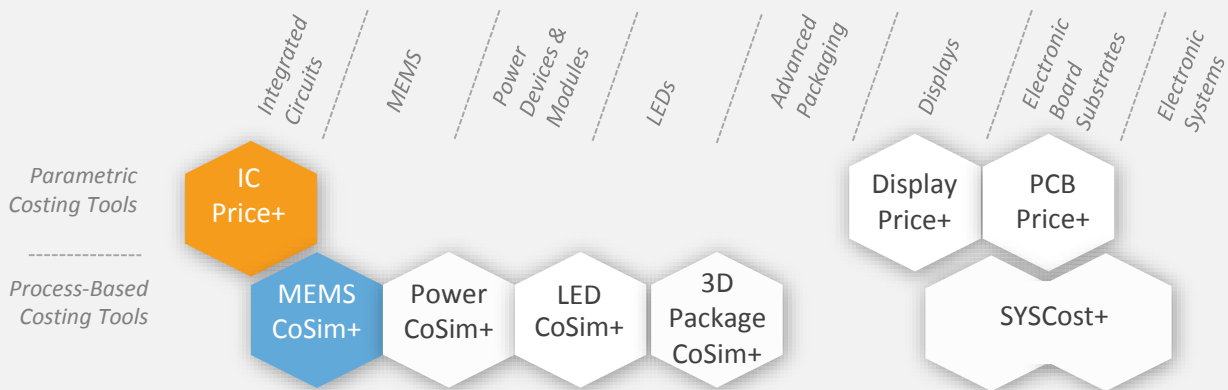 Integrated
Circuits
MEMS
Power
Devices &
Modules
LEDs
Advanced
Packaging
Displays
Electronic
Board
Substrates
Electronic
Systems
Parametric
Costing Tools
IC
Price+
Display
Price+
PCB
Price+
Process-Based
Costing Tools
MEMS
CoSim+
Power
CoSim+
LED
CoSim+
3D
Package
CoSim+
SYSCost+